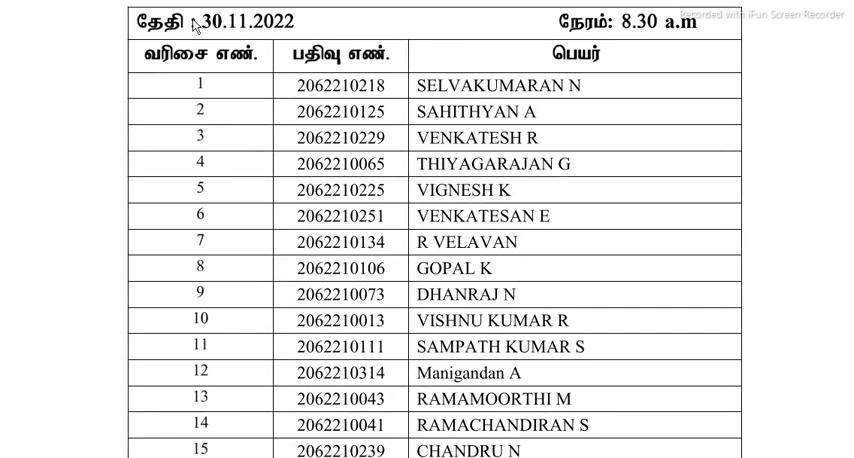 தேதி : 30.11.2022 நேரம்: 8.30 a.m
Recorded with iFun Screen Recorder
வரிசை எண். பதிவு எண். பெயர்
1 2062210218 SELVAKUMARAN N
2 2062210125 SAHITHYAN A
3 2062210229 VENKATESH R
4 2062210065 THIYAGARAJAN G
5 2062210225 VIGNESH K
6 2062210251 VENKATESAN E
7 2062210134 R VELAVAN
8 2062210106 GOPAL K
9 2062210073 DHANRAJ N
10 2062210013 VISHNU KUMAR R
11 2062210111 SAMPATH KUMAR S
12 2062210314 Manigandan A
13 2062210043 RAMAMOORTHI M
14 2062210041 RAMACHANDIRAN S
15 2062210239 CHANDRU N